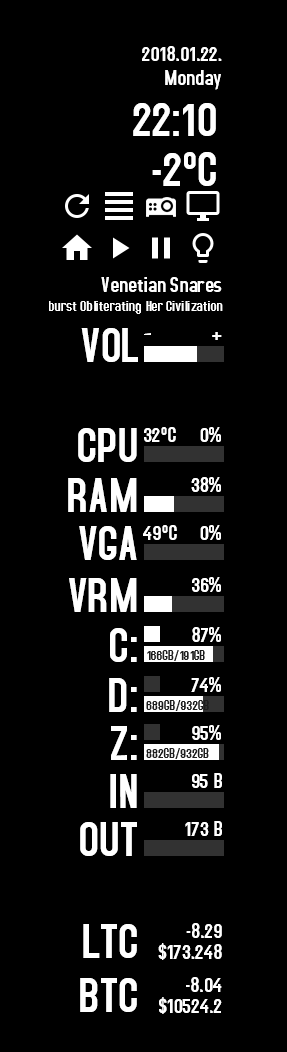 2018.01.22.
Monday
22:10
-2°C
Venetian Snares
burst Obliterating Her Civilization
VOL - +
CPU 32°C 0%
RAM 38%
VGA 49°C 0%
VRM 36%
C: 87%
166GB/191GB
D: 74%
689GB/932GB
Z: 95%
882GB/932GB
IN 95 B
OUT 173 B
LTC -8.29
$173.248
BTC -8.04
$10524.2